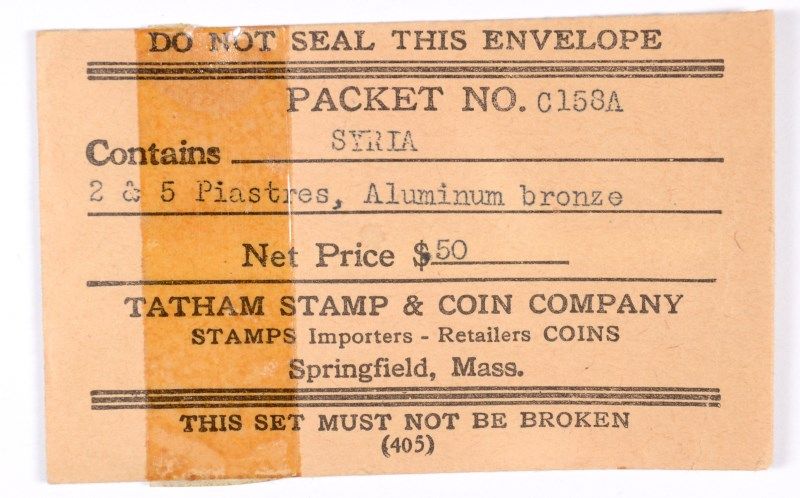 DO NOT SEAL THIS ENVELOPE
PACKET NO. C158A
Contains SYRIA
2 & 5 Piastres, Aluminum bronze
Net Price $.50
TATHAM STAMP & COIN COMPANY
STAMPS Importers - Retailers COINS
Springfield, Mass.
THIS SET MUST NOT BE BROKEN
(405)